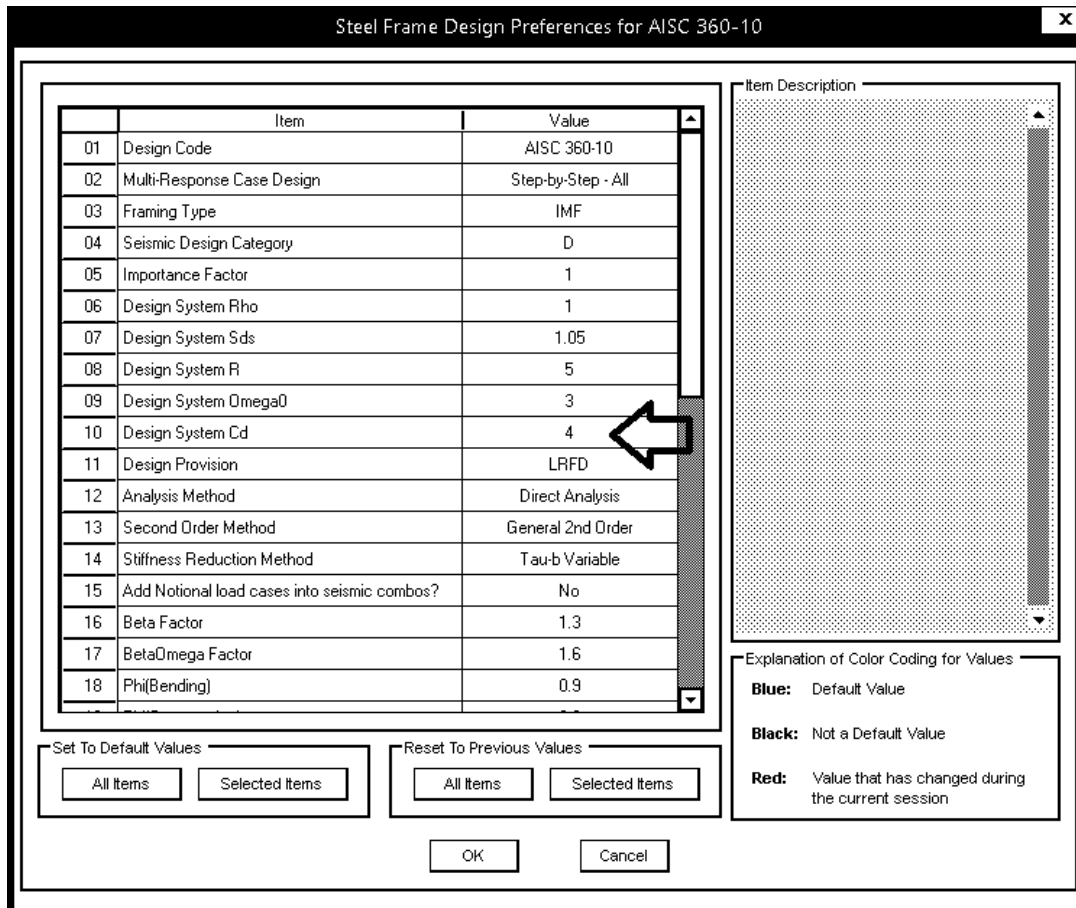 Steel Frame Design Preferences for AISC 360-10
X
Item Value
01 Design Code AISC 360-10
02 Multi-Response Case Design Step-by-Step - All
03 Framing Type IMF
04 Seismic Design Category D
05 Importance Factor 1
06 Design System Rho 1
07 Design System Sds 1.05
08 Design System R 5
09 Design System Omega0 3
10 Design System Cd 4
11 Design Provision LRFD
12 Analysis Method Direct Analysis
13 Second Order Method General 2nd Order
14 Stiffness Reduction Method Tau-b Variable
15 Add Notional load cases into seismic combos? No
16 Beta Factor 1.3
17 BetaOmega Factor 1.6
18 Phi(Bending) 0.9
Set To Default Values
All Items Selected Items
Reset To Previous Values
All Items Selected Items
OK Cancel
Item Description
Explanation of Color Coding for Values
Blue: Default Value
Black: Not a Default Value
Red: Value that has changed during
the current session